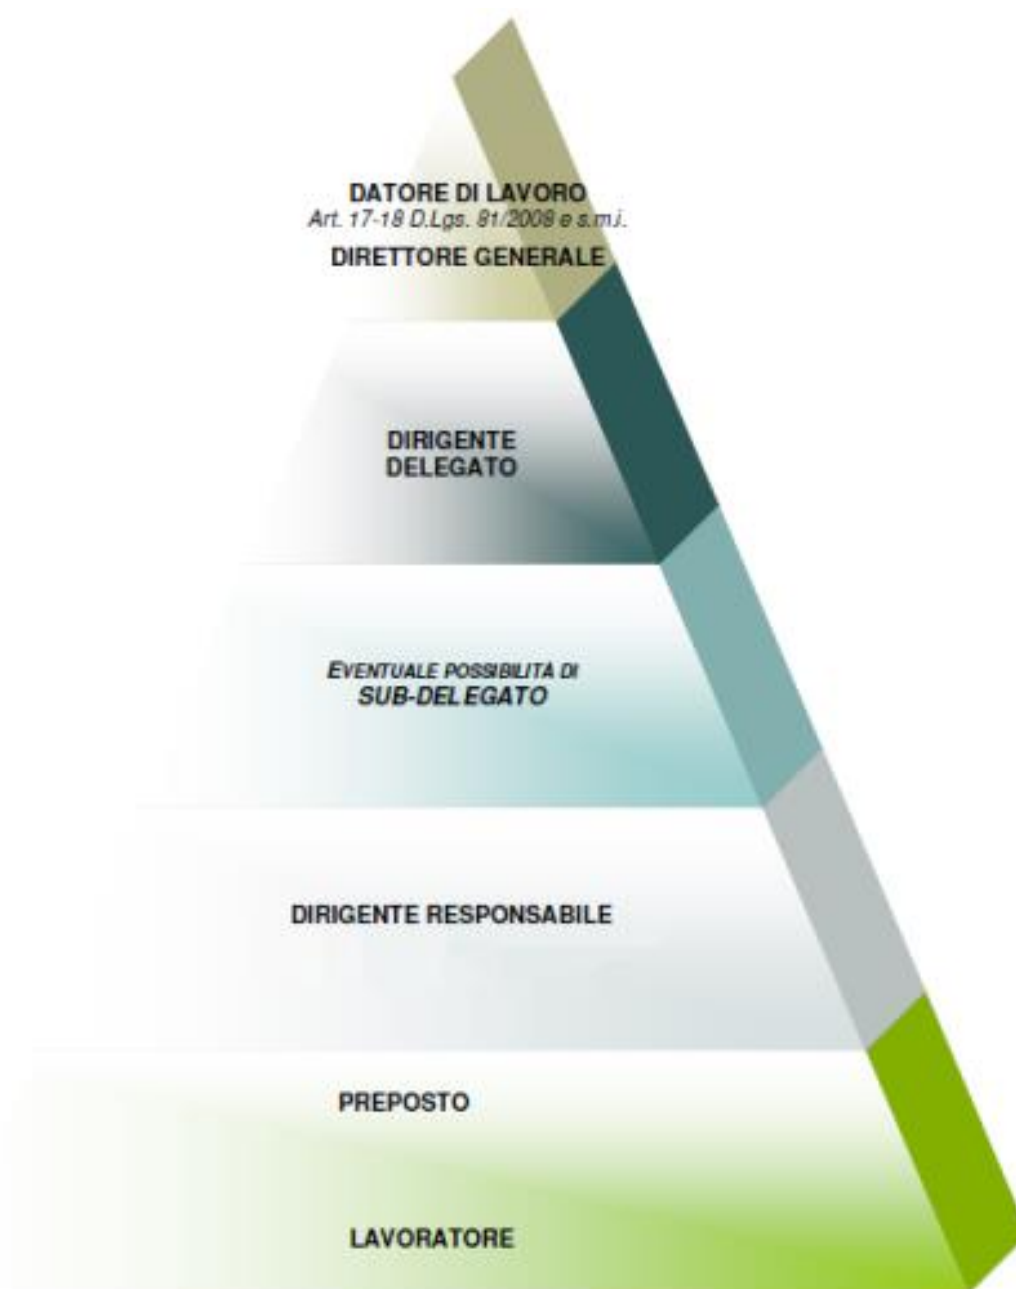 DATORE DI LAVORO
Art. 17-18 D.Lgs. 81/2008 e s.m.i.
DIRETTORE GENERALE
DIRIGENTE
DELEGATO
EVENTUALE POSSIBILITÀ DI
SUB-DELEGATO
DIRIGENTE RESPONSABILE
PREPOSTO
LAVORATORE